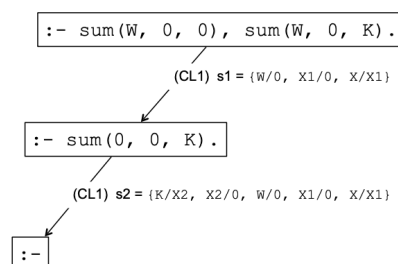 :- sum(W, 0, 0), sum(W, 0, K).
(CL1) s1 = {W/0, X1/0, X/X1}
:- sum(0, 0, K).
(CL1) s2 = {K/X2, X2/0, W/0, X1/0, X/X1}
:-